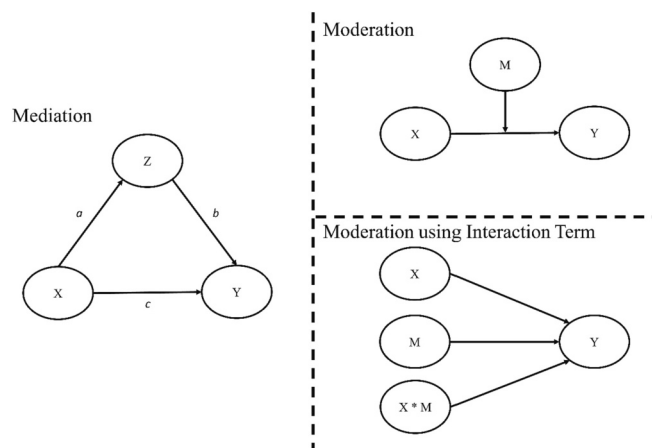 Mediation
Z
a
b
X
Y
c
Moderation
M
X
Y
Moderation using Interaction Term
X
M
Y
X * M